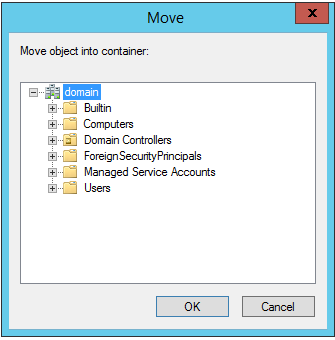 Move
x
Move object into container:
domain
Builtin
Computers
Domain Controllers
ForeignSecurityPrincipals
Managed Service Accounts
Users
OK
Cancel